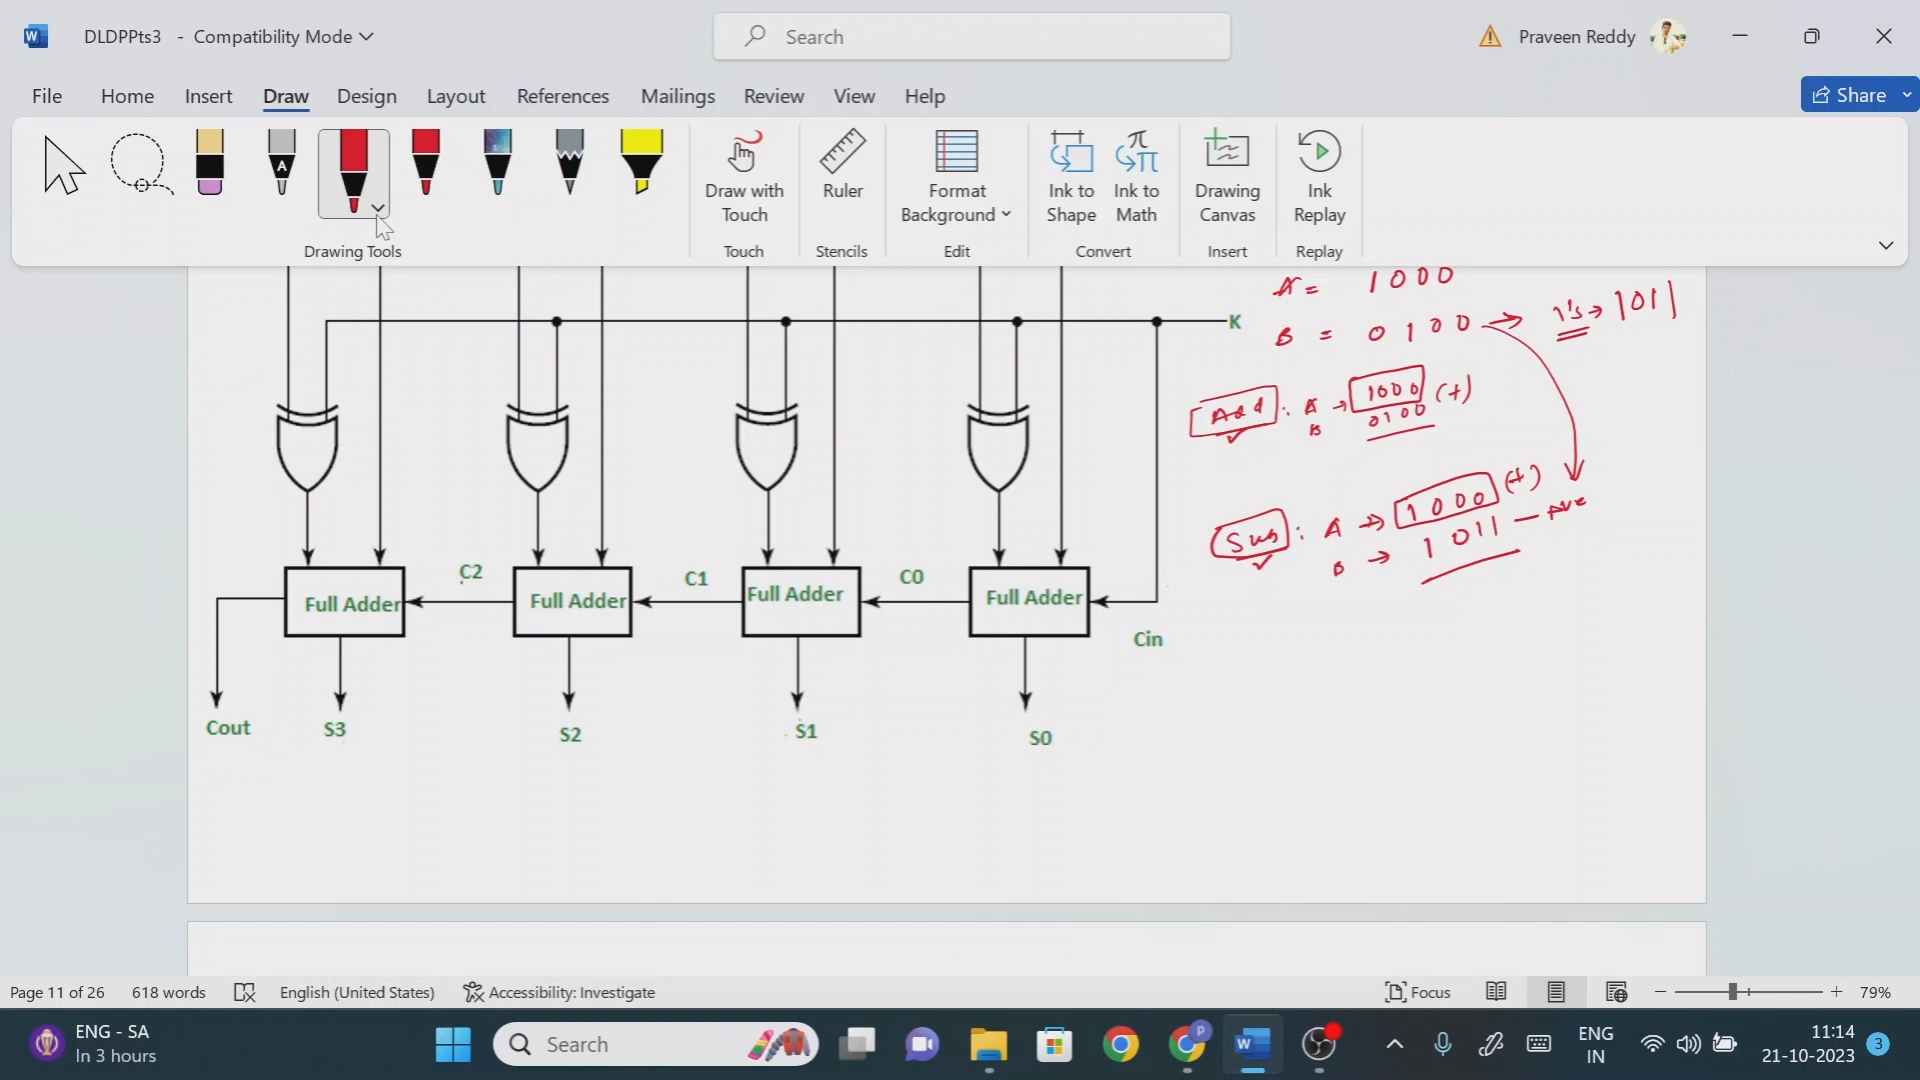 DLDPPts3 - Compatibility Mode
Search
Praveen Reddy
File Home Insert Draw Design Layout References Mailings Review View Help
Share
A
Draw with Touch
Ruler
Format Background
Ink to Shape
Ink to Math
Drawing Canvas
Ink Replay
Drawing Tools
Touch
Stencils
Edit
Convert
Insert
Replay
A = 1000
K
B = 0100 → 1's → 1011
Add : A → 1000 (+)
B 0100
Sub : A → 1000 (+)
B → 1011 – +ve
C2
C1
C0
Full Adder
Full Adder
Full Adder
Full Adder
Cin
Cout
S3
S2
S1
S0
Page 11 of 26 618 words English (United States) Accessibility: Investigate
Focus
79%
ENG - SA
In 3 hours
Search
P
ENG
IN
11:14
21-10-2023
3